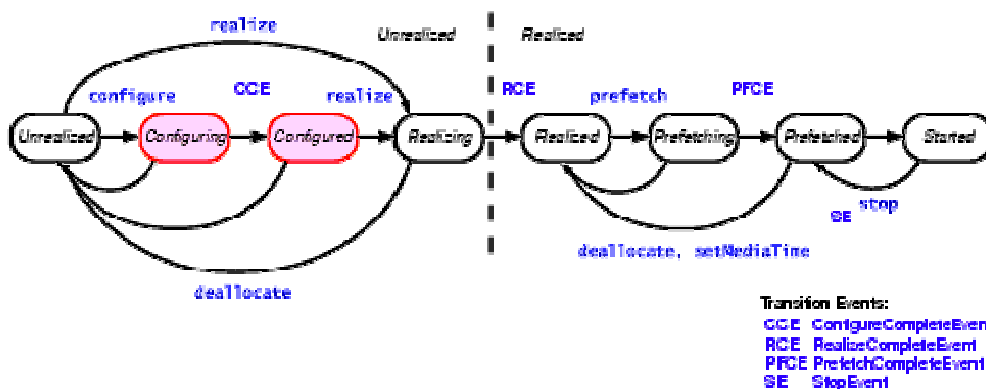 realize
Unrealized Realized
configure CCE realize RCE prefetch PFCE
Unrealized Configuring Configured Realizing Realized Prefetching Prefetched Started
SE stop
deallocate, setMediaTime
deallocate
Transition Events:
CCE ConfigureCompleteEvent
RCE RealizeCompleteEvent
PFCE PrefetchCompleteEvent
SE StopEvent